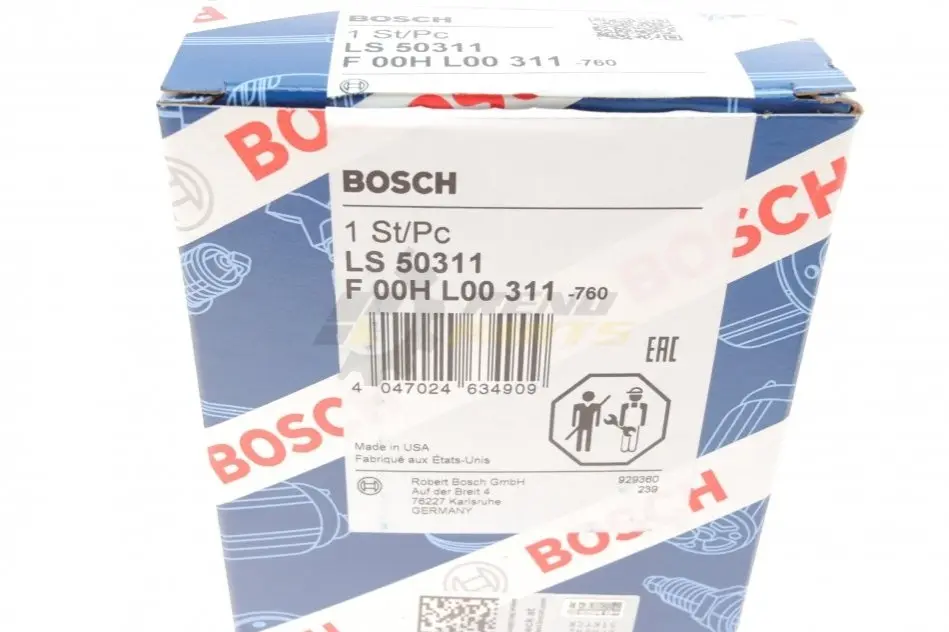 BOSCH
1 St/Pc
LS 50311
F 00H L00 311 -760
BOSCH
BOSCH
BOSCH
1 St/Pc
LS 50311
F 00H L00 311 -760
PARTS
EAC
4 047024 634909
Made in USA
Fabriqué aux États-Unis
Robert Bosch GmbH
Auf der Breit 4
76227 Karlsruhe
GERMANY
929360
239
BOSCH
BOSCH
BOSCH